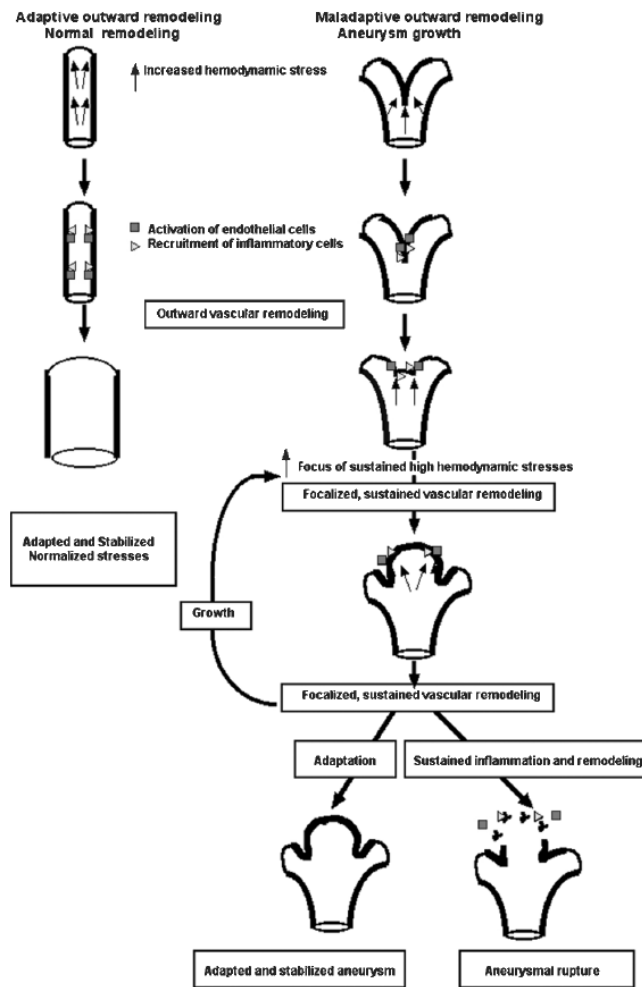 Adaptive outward remodeling
Normal remodeling
Maladaptive outward remodeling
Aneurysm growth
Increased hemodynamic stress
Activation of endothelial cells
Recruitment of inflammatory cells
Outward vascular remodeling
Focus of sustained high hemodynamic stresses
Focalized, sustained vascular remodeling
Adapted and Stabilized
Normalized stresses
Growth
Focalized, sustained vascular remodeling
Adaptation
Sustained inflammation and remodeling
Adapted and stabilized aneurysm
Aneurysmal rupture